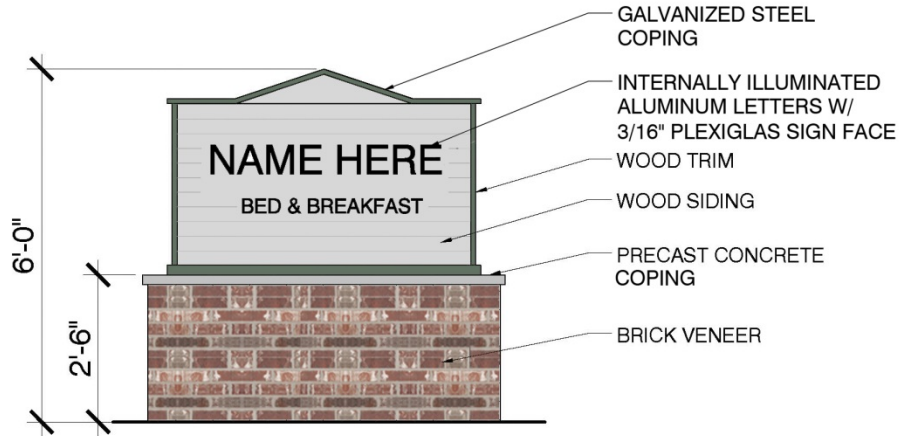 GALVANIZED STEEL
COPING
INTERNALLY ILLUMINATED
ALUMINUM LETTERS W/
3/16" PLEXIGLAS SIGN FACE
WOOD TRIM
WOOD SIDING
PRECAST CONCRETE
COPING
BRICK VENEER
NAME HERE
BED & BREAKFAST
6'-0"
2'-6"